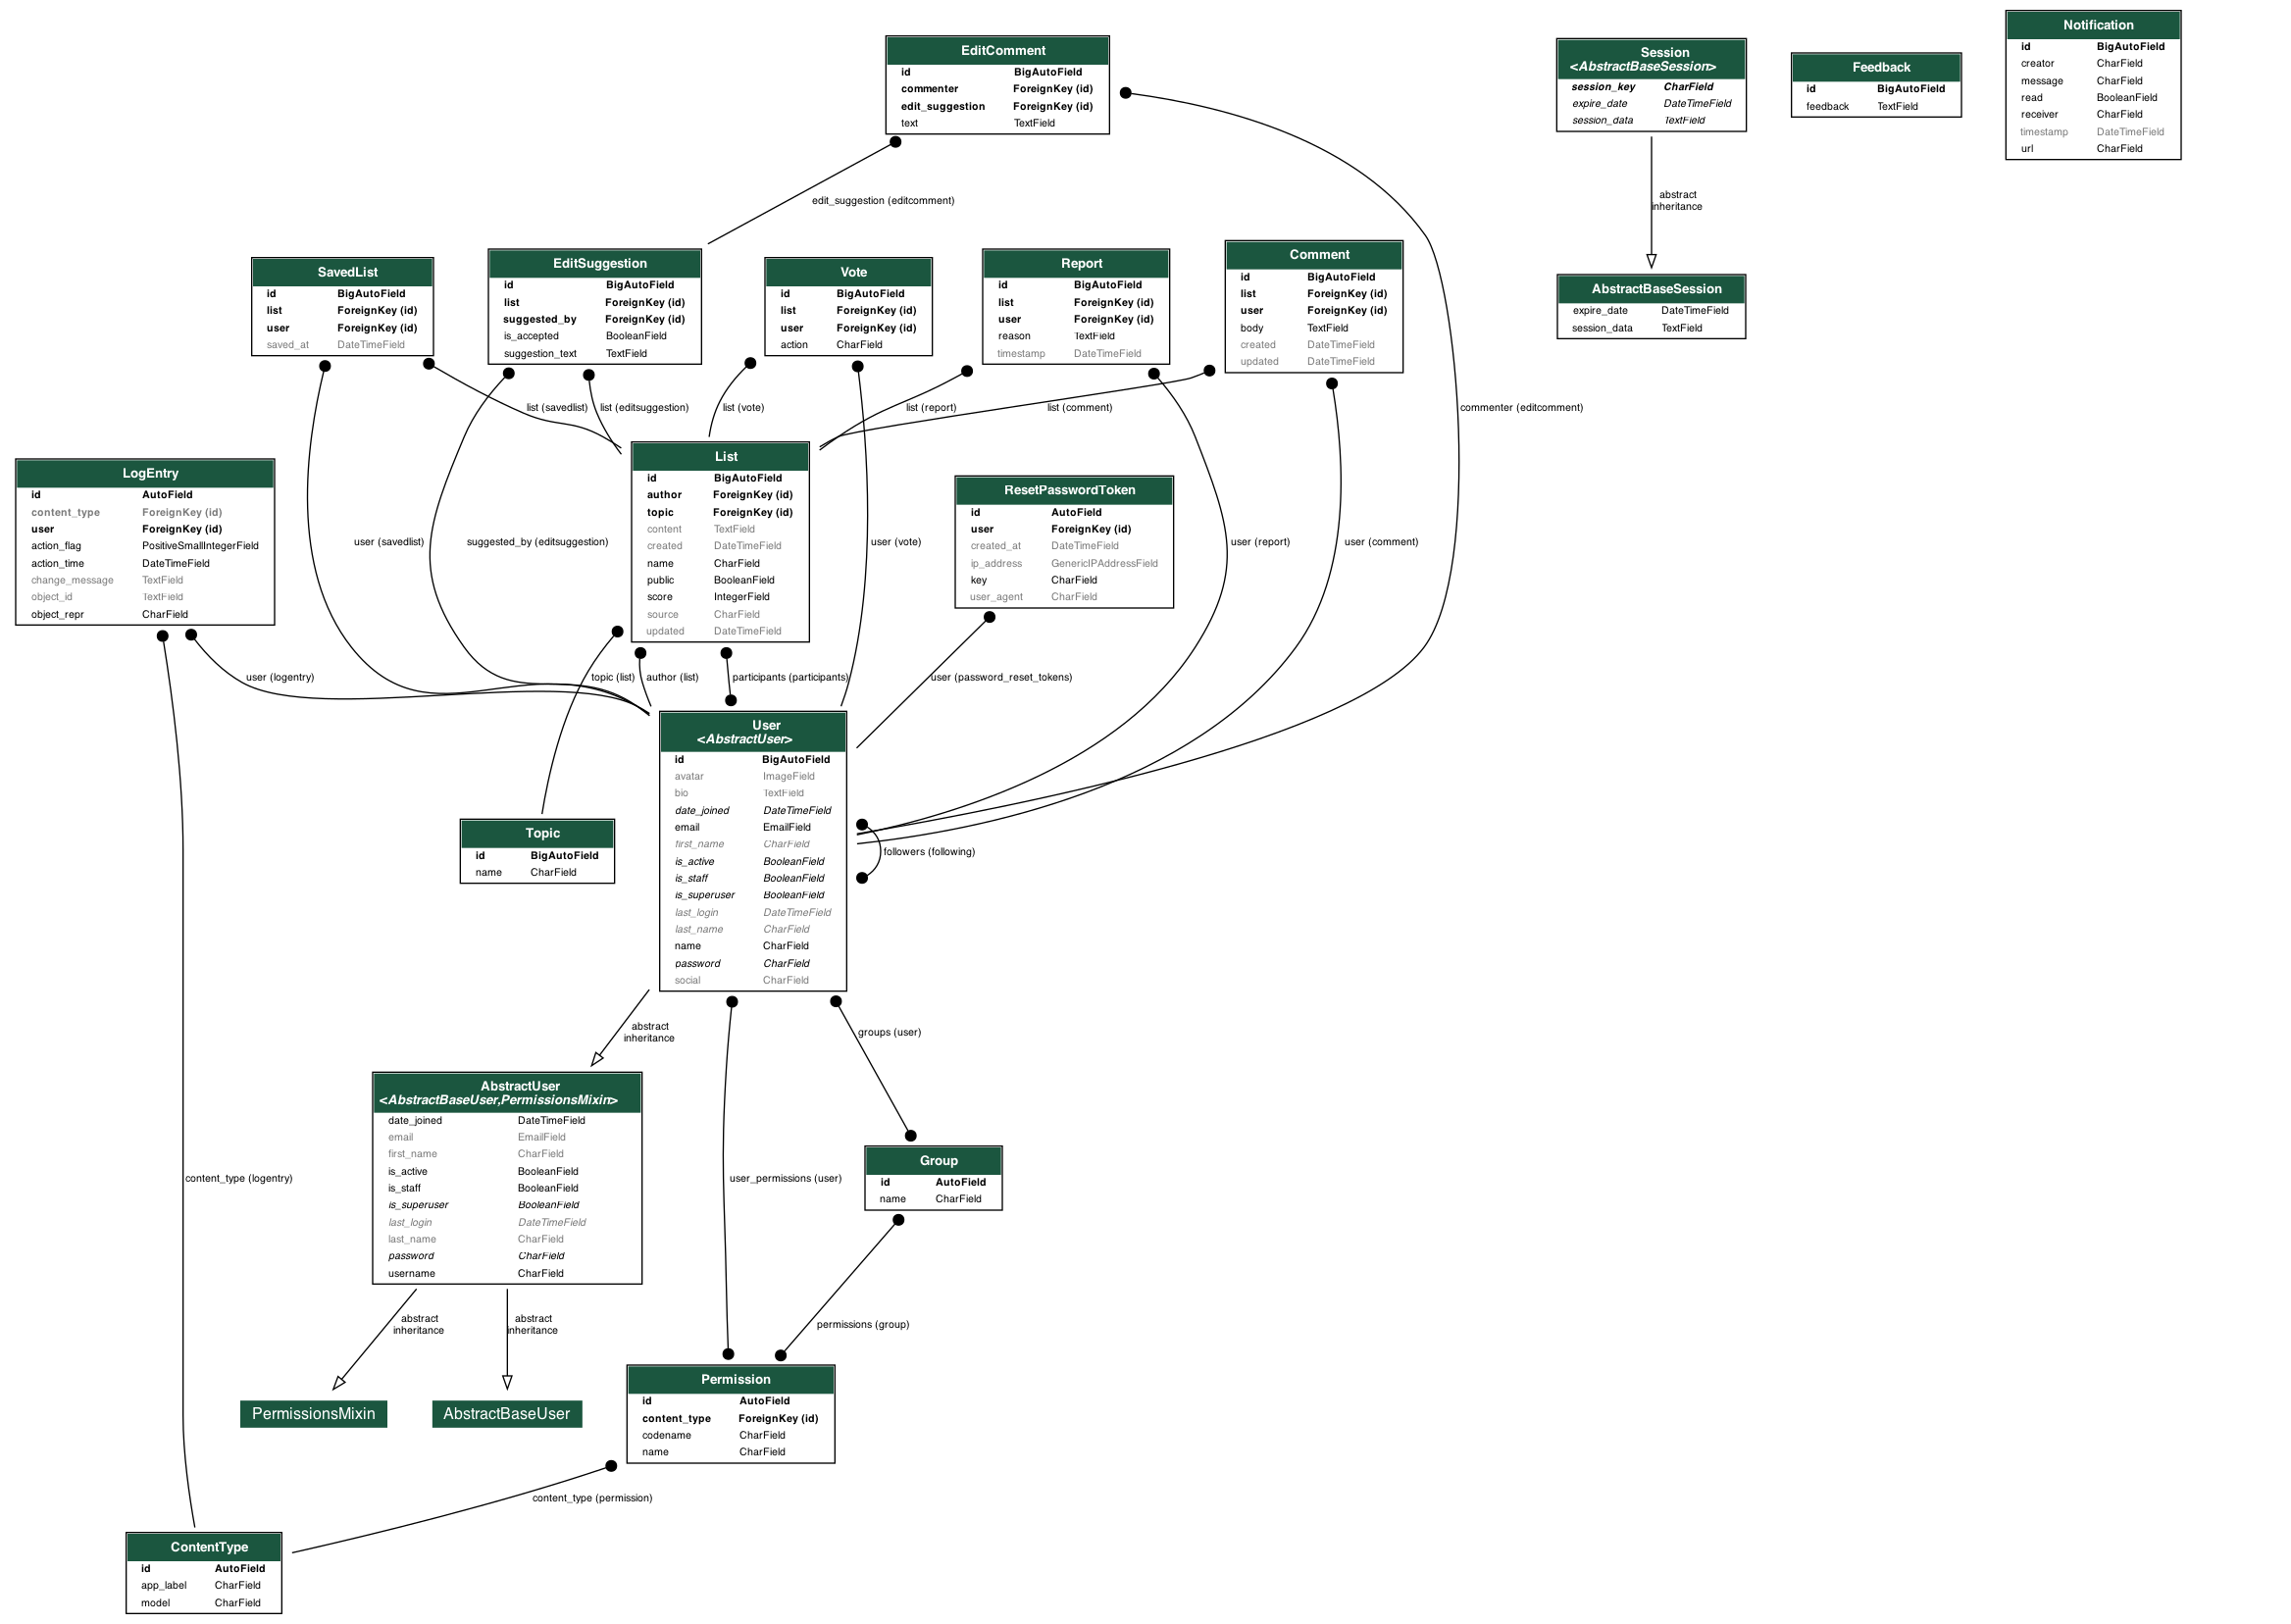 EditComment
id BigAutoField
commenter ForeignKey (id)
edit_suggestion ForeignKey (id)
text TextField
Session
<AbstractBaseSession>
session_key CharField
expire_date DateTimeField
session_data TextField
Feedback
id BigAutoField
feedback TextField
Notification
id BigAutoField
creator CharField
message CharField
read BooleanField
receiver CharField
timestamp DateTimeField
url CharField
edit_suggestion (editcomment)
abstract
inheritance
SavedList
id BigAutoField
list ForeignKey (id)
user ForeignKey (id)
saved_at DateTimeField
EditSuggestion
id BigAutoField
list ForeignKey (id)
suggested_by ForeignKey (id)
is_accepted BooleanField
suggestion_text TextField
Vote
id BigAutoField
list ForeignKey (id)
user ForeignKey (id)
action CharField
Report
id BigAutoField
list ForeignKey (id)
user ForeignKey (id)
reason TextField
timestamp DateTimeField
Comment
id BigAutoField
list ForeignKey (id)
user ForeignKey (id)
body TextField
created DateTimeField
updated DateTimeField
AbstractBaseSession
expire_date DateTimeField
session_data TextField
list (savedlist)
list (editsuggestion)
list (vote)
list (report)
list (comment)
commenter (editcomment)
LogEntry
id AutoField
content_type ForeignKey (id)
user ForeignKey (id)
action_flag PositiveSmallIntegerField
action_time DateTimeField
change_message TextField
object_id TextField
object_repr CharField
List
id BigAutoField
author ForeignKey (id)
topic ForeignKey (id)
content TextField
created DateTimeField
name CharField
public BooleanField
score IntegerField
source CharField
updated DateTimeField
ResetPasswordToken
id AutoField
user ForeignKey (id)
created_at DateTimeField
ip_address GenericIPAddressField
key CharField
user_agent CharField
user (savedlist)
suggested_by (editsuggestion)
user (vote)
user (report)
user (comment)
user (logentry)
topic (list)
author (list)
participants (participants)
user (password_reset_tokens)
User
<AbstractUser>
id BigAutoField
avatar ImageField
bio TextField
date_joined DateTimeField
email EmailField
first_name CharField
is_active BooleanField
is_staff BooleanField
is_superuser BooleanField
last_login DateTimeField
last_name CharField
name CharField
password CharField
social CharField
followers (following)
Topic
id BigAutoField
name CharField
abstract
inheritance
groups (user)
AbstractUser
<AbstractBaseUser,PermissionsMixin>
date_joined DateTimeField
email EmailField
first_name CharField
is_active BooleanField
is_staff BooleanField
is_superuser BooleanField
last_login DateTimeField
last_name CharField
password CharField
username CharField
content_type (logentry)
user_permissions (user)
Group
id AutoField
name CharField
abstract
inheritance
abstract
inheritance
permissions (group)
PermissionsMixin
AbstractBaseUser
Permission
id AutoField
content_type ForeignKey (id)
codename CharField
name CharField
content_type (permission)
ContentType
id AutoField
app_label CharField
model CharField